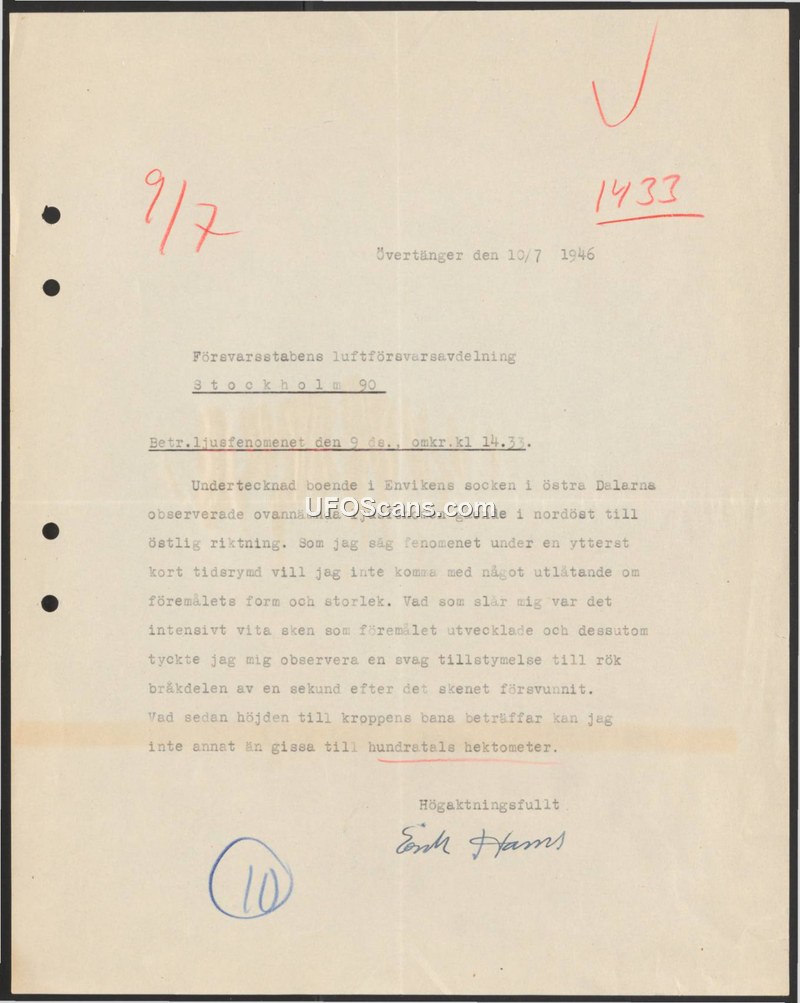 9/7
1433
Övertänger den 10/7 1946
Försvarsstabens luftförsvarsavdelning
Stockholm 90
Betr.ljusfenomenet den 9 ds., omkr.kl 14.33.
Undertecknad boende i Envikens socken i östra Dalarna
observerade i nordöst till
UFOScans.com
östlig riktning. Som jag såg fenomenet under en ytterst
kort tidsrymd vill jag inte komma med något utlåtande om
föremålets form och storlek. Vad som slår mig var det
intensivt vita sken som föremålet utvecklade och dessutom
tyckte jag mig observera en svag tillstymelse till rök
bråkdelen av en sekund efter det skenet försvunnit.
Vad sedan höjden till kroppens bana beträffar kan jag
inte annat än gissa till hundratals hektometer.
Högaktningsfullt
Erik
10